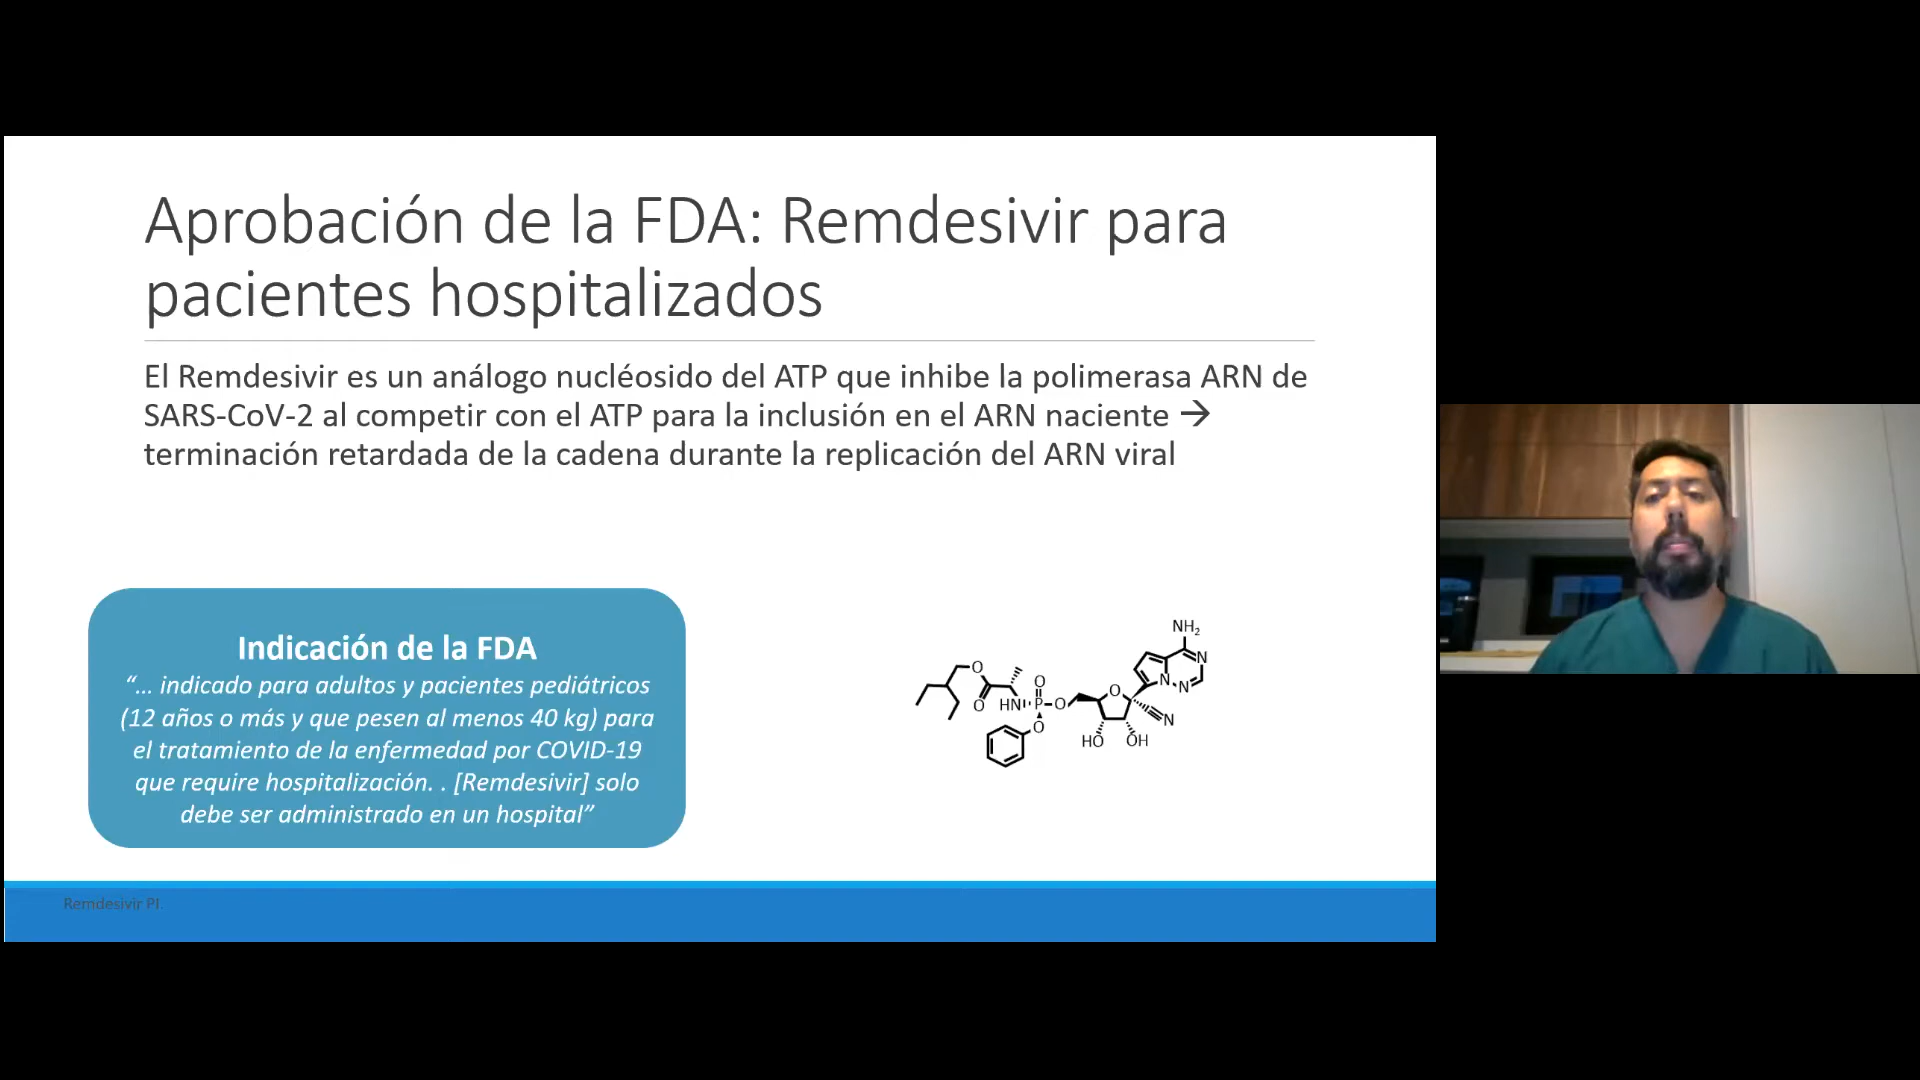 Aprobación de la FDA: Remdesivir para
pacientes hospitalizados
El Remdesivir es un análogo nucléosido del ATP que inhibe la polimerasa ARN de
SARS-CoV-2 al competir con el ATP para la inclusión en el ARN naciente →
terminación retardada de la cadena durante la replicación del ARN viral
Indicación de la FDA
“... indicado para adultos y pacientes pediátricos
(12 años o más y que pesen al menos 40 kg) para
el tratamiento de la enfermedad por COVID-19
que require hospitalización. . [Remdesivir] solo
debe ser administrado en un hospital”
NH₂
N
N
N
O
O
HN
P
O
O
O
O
N
HO
OH
Remdesivir PI.